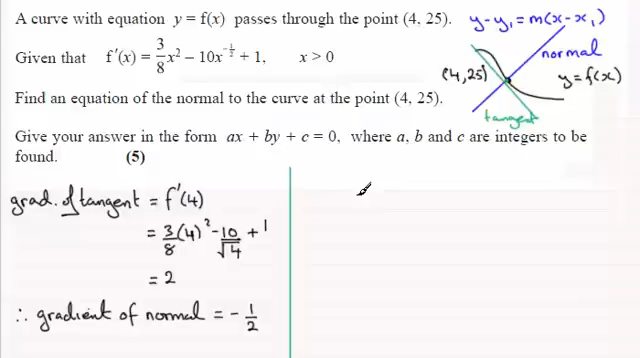 A curve with equation y = f(x) passes through the point (4, 25).
y - y₁ = m(x - x₁)
Given that f′(x) = 3/8 x² – 10x^(-1/2) + 1, x > 0
normal
(4, 25)
y = f(x)
Find an equation of the normal to the curve at the point (4, 25).
tangent
Give your answer in the form ax + by + c = 0, where a, b and c are integers to be
found. (5)
grad. of tangent = f′(4)
= 3/8 (4)² - 10/√4 + 1
= 2
∴ gradient of normal = - 1/2